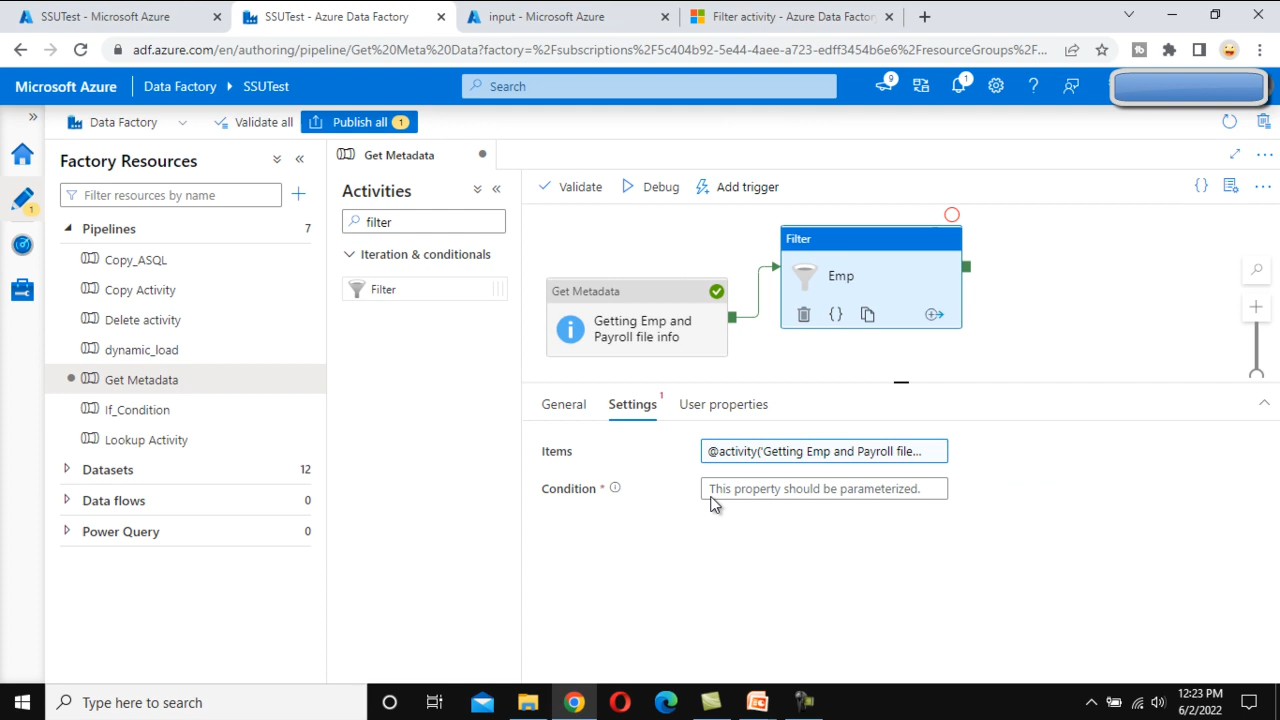 SSUTest - Microsoft Azure
SSUTest - Azure Data Factory
input - Microsoft Azure
Filter activity - Azure Data Factory
adf.azure.com/en/authoring/pipeline/Get%20Meta%20Data?factory=%2Fsubscriptions%2F5c404b92-5e44-4aee-a723-edff3454b6e6%2FresourceGroups%2F...
Microsoft Azure
Data Factory
SSUTest
Search
9
1
Data Factory
Validate all
Publish all
1
Factory Resources
Get Metadata
Activities
Validate
Debug
Add trigger
Filter resources by name
filter
Pipelines
7
Iteration & conditionals
Filter
Copy_ASQL
Copy Activity
Delete activity
dynamic_load
Get Metadata
If_Condition
Lookup Activity
Datasets
12
Data flows
0
Power Query
0
1
Get Metadata
Getting Emp and
Payroll file info
Filter
Emp
General
Settings
1
User properties
Items
@activity('Getting Emp and Payroll file...
Condition *
This property should be parameterized.
Type here to search
12:23 PM
6/2/2022